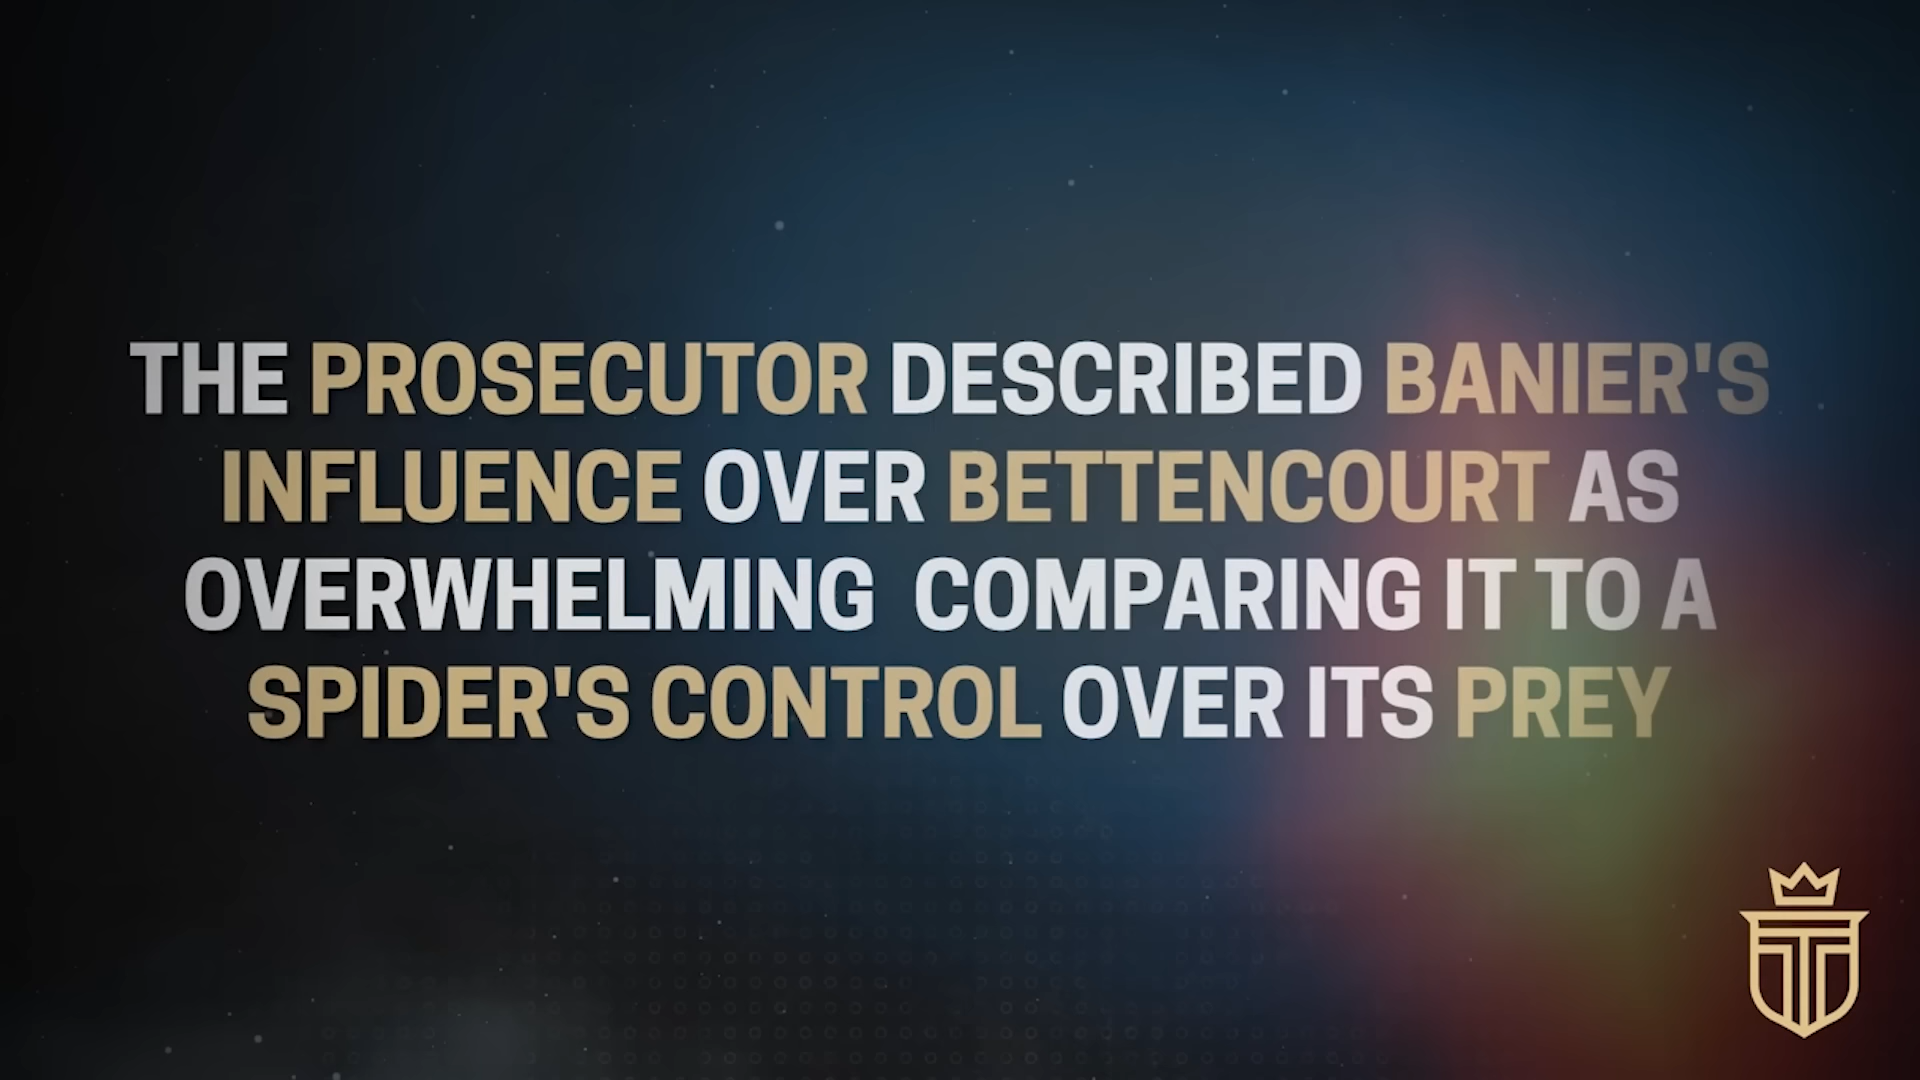 THE PROSECUTOR DESCRIBED BANIER'S
INFLUENCE OVER BETTENCOURT AS
OVERWHELMING COMPARING IT TO A
SPIDER'S CONTROL OVER ITS PREY